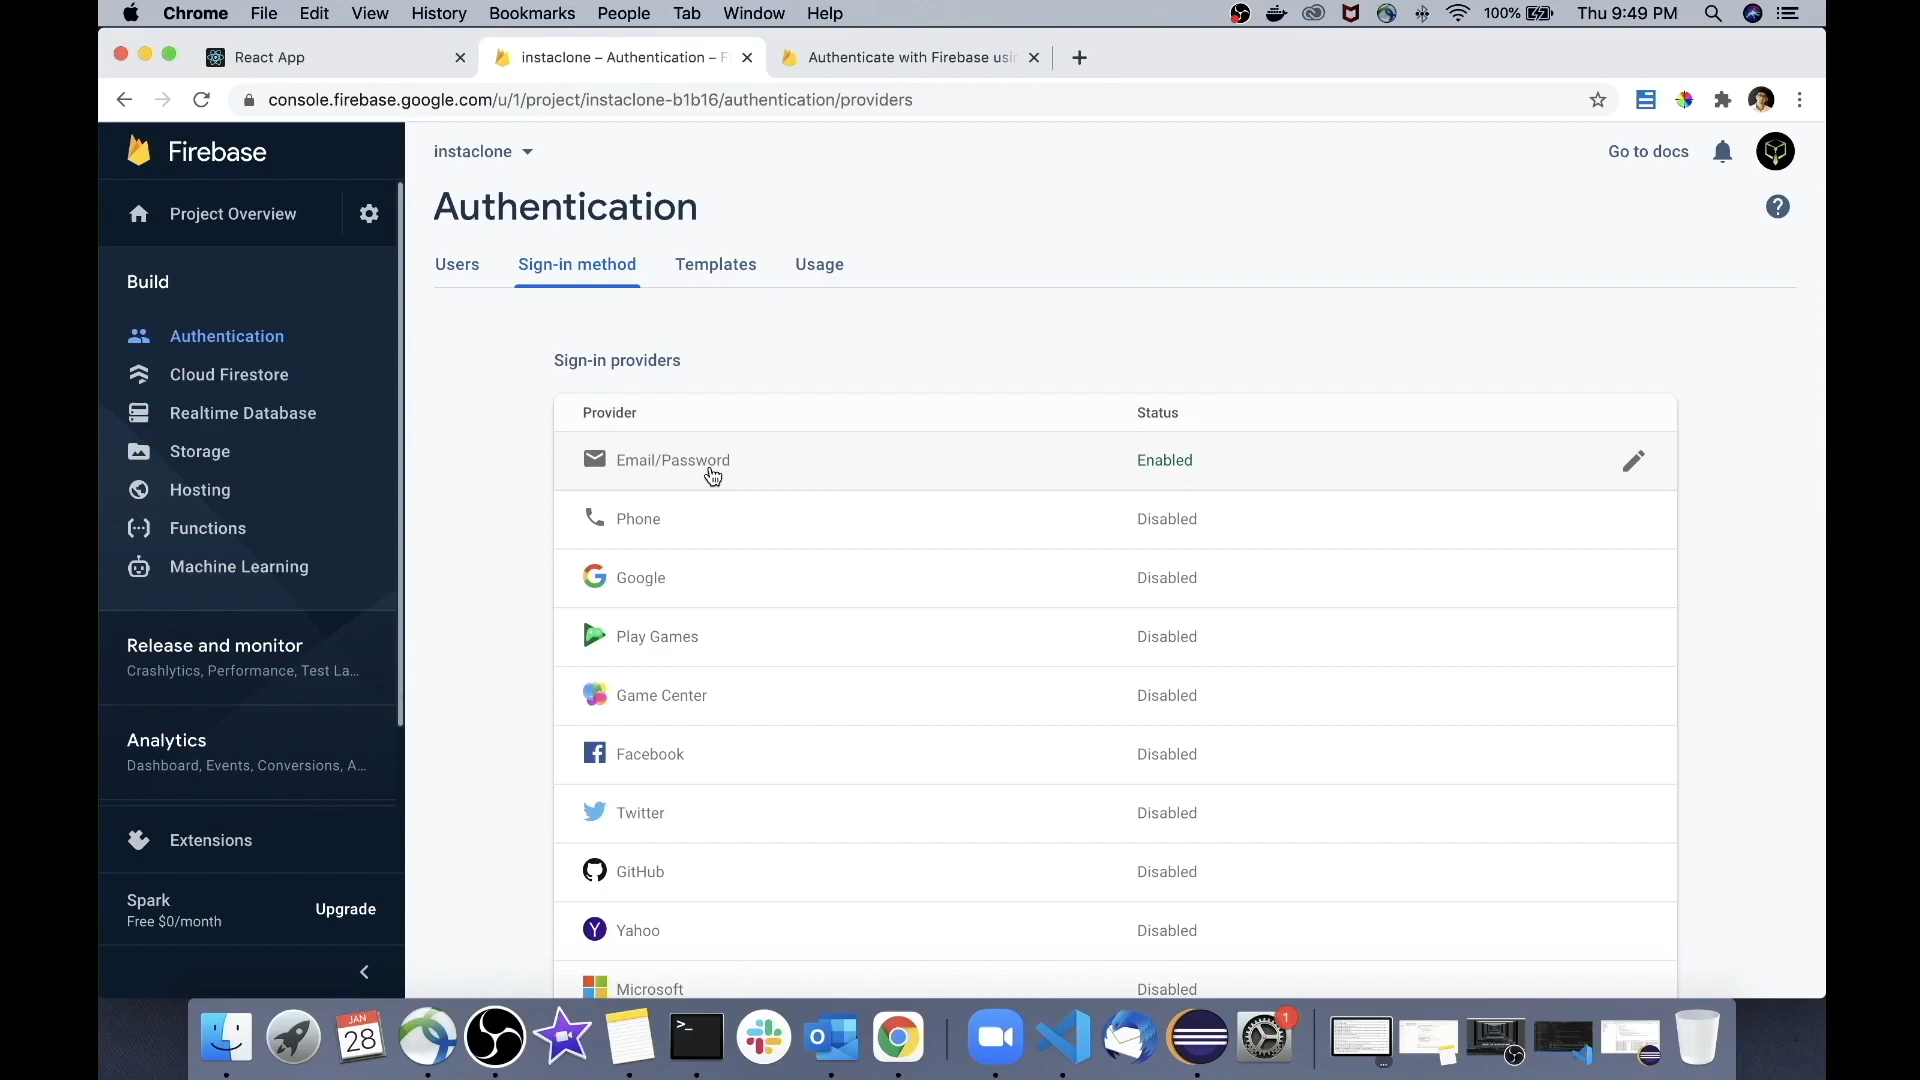 Chrome File Edit View History Bookmarks People Tab Window Help 100% Thu 9:49 PM
React App instaclone – Authentication – F Authenticate with Firebase usin
console.firebase.google.com/u/1/project/instaclone-b1b16/authentication/providers
Firebase
instaclone
Go to docs
Project Overview
Authentication
Users Sign-in method Templates Usage
Build
Authentication
Cloud Firestore
Realtime Database
Storage
Hosting
Functions
Machine Learning
Release and monitor
Crashlytics, Performance, Test La...
Analytics
Dashboard, Events, Conversions, A...
Extensions
Spark
Free $0/month
Upgrade
Sign-in providers
Provider Status
Email/Password Enabled
Phone Disabled
Google Disabled
Play Games Disabled
Game Center Disabled
Facebook Disabled
Twitter Disabled
GitHub Disabled
Yahoo Disabled
Microsoft Disabled
JAN
28
1